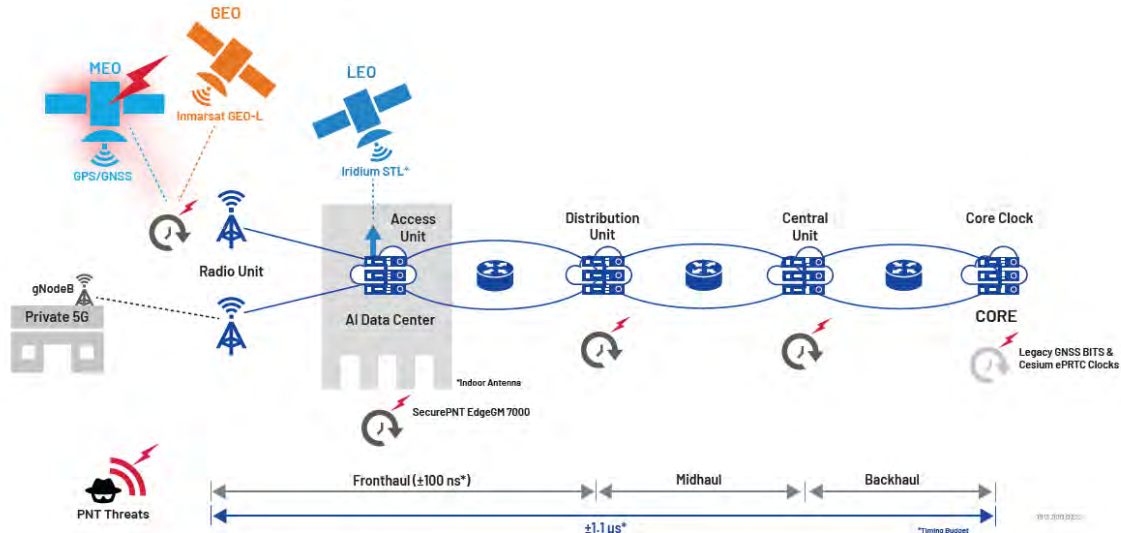 GEO
MEO
LEO
Inmarsat GEO-L
GPS/GNSS
Iridium STL*
Access
Unit
Distribution
Unit
Central
Unit
Core Clock
Radio Unit
gNodeB
Private 5G
AI Data Center
CORE
*Indoor Antenna
Legacy GNSS BITS &
Cesium ePRTC Clocks
SecurePNT EdgeGM 7000
PNT Threats
Fronthaul (±100 ns*)
Midhaul
Backhaul
±1.1 µs*
*Timing Budget